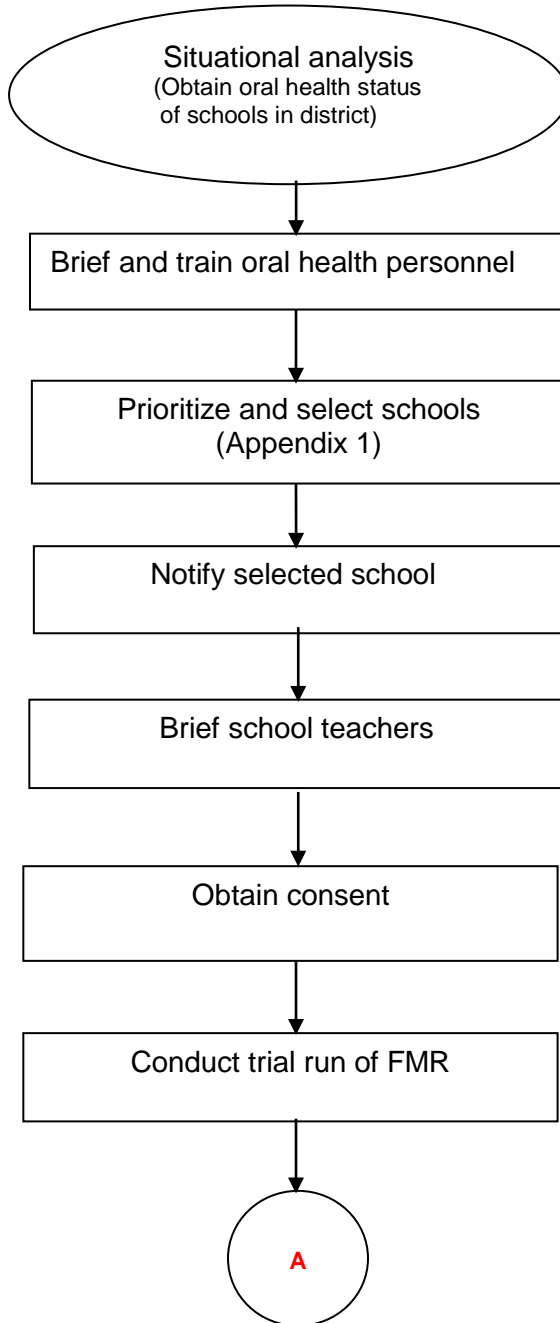 Situational analysis
(Obtain oral health status
of schools in district)
Brief and train oral health personnel
Prioritize and select schools
(Appendix 1)
Notify selected school
Brief school teachers
Obtain consent
Conduct trial run of FMR
A